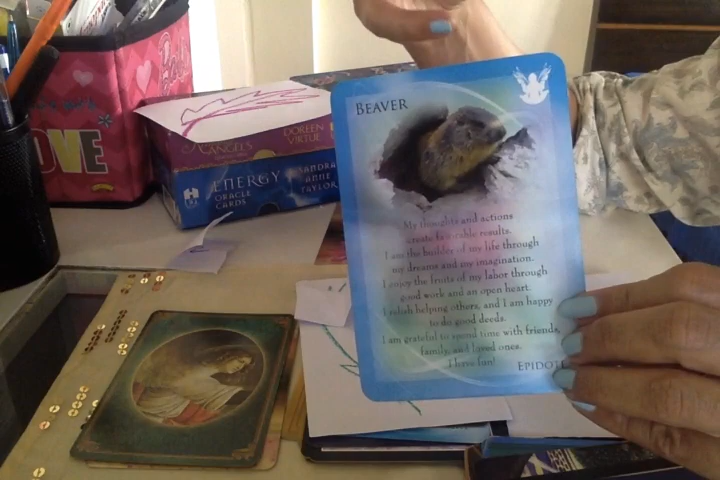 Barbie
LOVE
ANGELS
DOREEN
VIRTUE
ENERGY
ORACLE
CARDS
SANDRA
ANNE
TAYLOR
BEAVER
My thoughts and actions
create favorable results.
I am the builder of my life through
my dreams and my imagination.
I enjoy the fruits of my labor through
good work and an open heart.
I relish helping others, and I am happy
to do good deeds.
I am grateful to spend time with friends,
family, and loved ones.
I have fun!
EPIDOTE